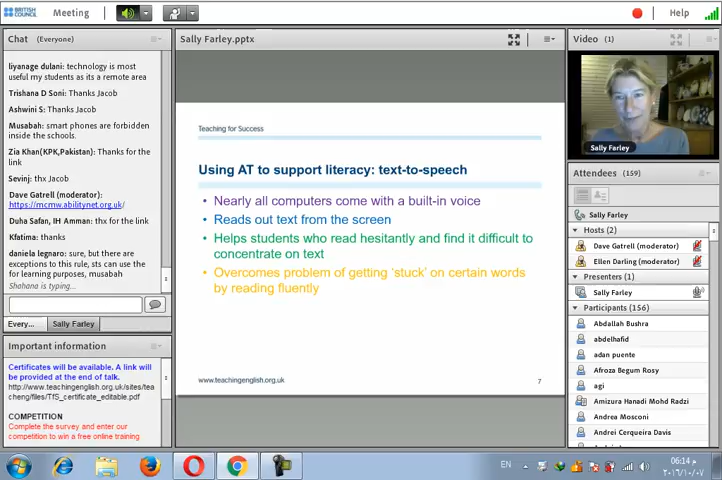 BRITISH
COUNCIL
Meeting
Help
Chat (Everyone)
liyanage dulani: technology is most
useful my students as its a remote area
Trishana D Soni: Thanks Jacob
Ashwini S: Thanks Jacob
Musabah: smart phones are forbidden
inside the schools.
Zia Khan(KPK,Pakistan): Thanks for the
link
Sevinj: thx Jacob
Dave Gatrell (moderator):
https://mcmw.abilitynet.org.uk/
Duha Safar, IH Amman: thx for the link
Kfatima: thanks
daniela legnaro: sure, but there are
exceptions to this rule, sts can use the
for learning purposes, musabah
Shehana is typing...
Every...
Sally Farley
Important information
Certificates will be available. A link will
be provided at the end of talk.
http://www.teachingenglish.org.uk/sites/tea
cheng/files/TfS_certificate_editable.pdf
COMPETITION
Complete the survey and enter our
competition to win a free online training
Sally Farley.pptx
Teaching for Success
Using AT to support literacy: text-to-speech
• Nearly all computers come with a built-in voice
• Reads out text from the screen
• Helps students who read hesitantly and find it difficult to
concentrate on text
• Overcomes problem of getting 'stuck' on certain words
by reading fluently
www.teachingenglish.org.uk
7
Video (1)
Sally Farley
Attendees (159)
Sally Farley
Hosts (2)
Dave Gatrell (moderator)
Ellen Darling (moderator)
Presenters (1)
Sally Farley
Participants (156)
Abdallah Bushra
abdelhafid
adan puente
Afroza Begum Rosy
agi
Amizura Hanadi Mohd Radzi
Andrea Mosconi
Andrei Cerqueira Davis
EN
06:14 م
٢٠١٦/١٠/٠٧